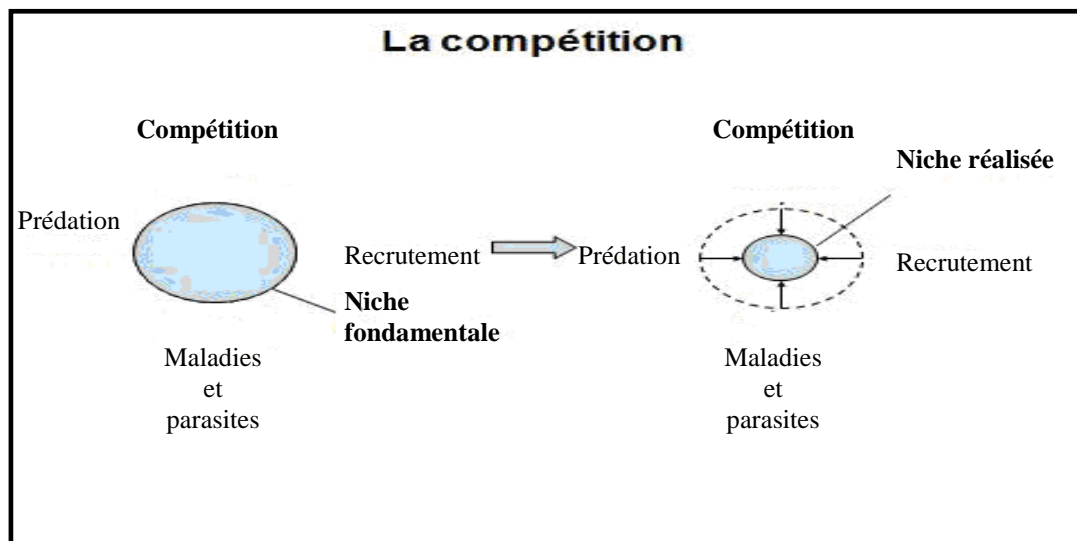 La compétition
Compétition
Prédation
Recrutement
Niche
fondamentale
Maladies
et
parasites
Compétition
Niche réalisée
Prédation
Recrutement
Maladies
et
parasites